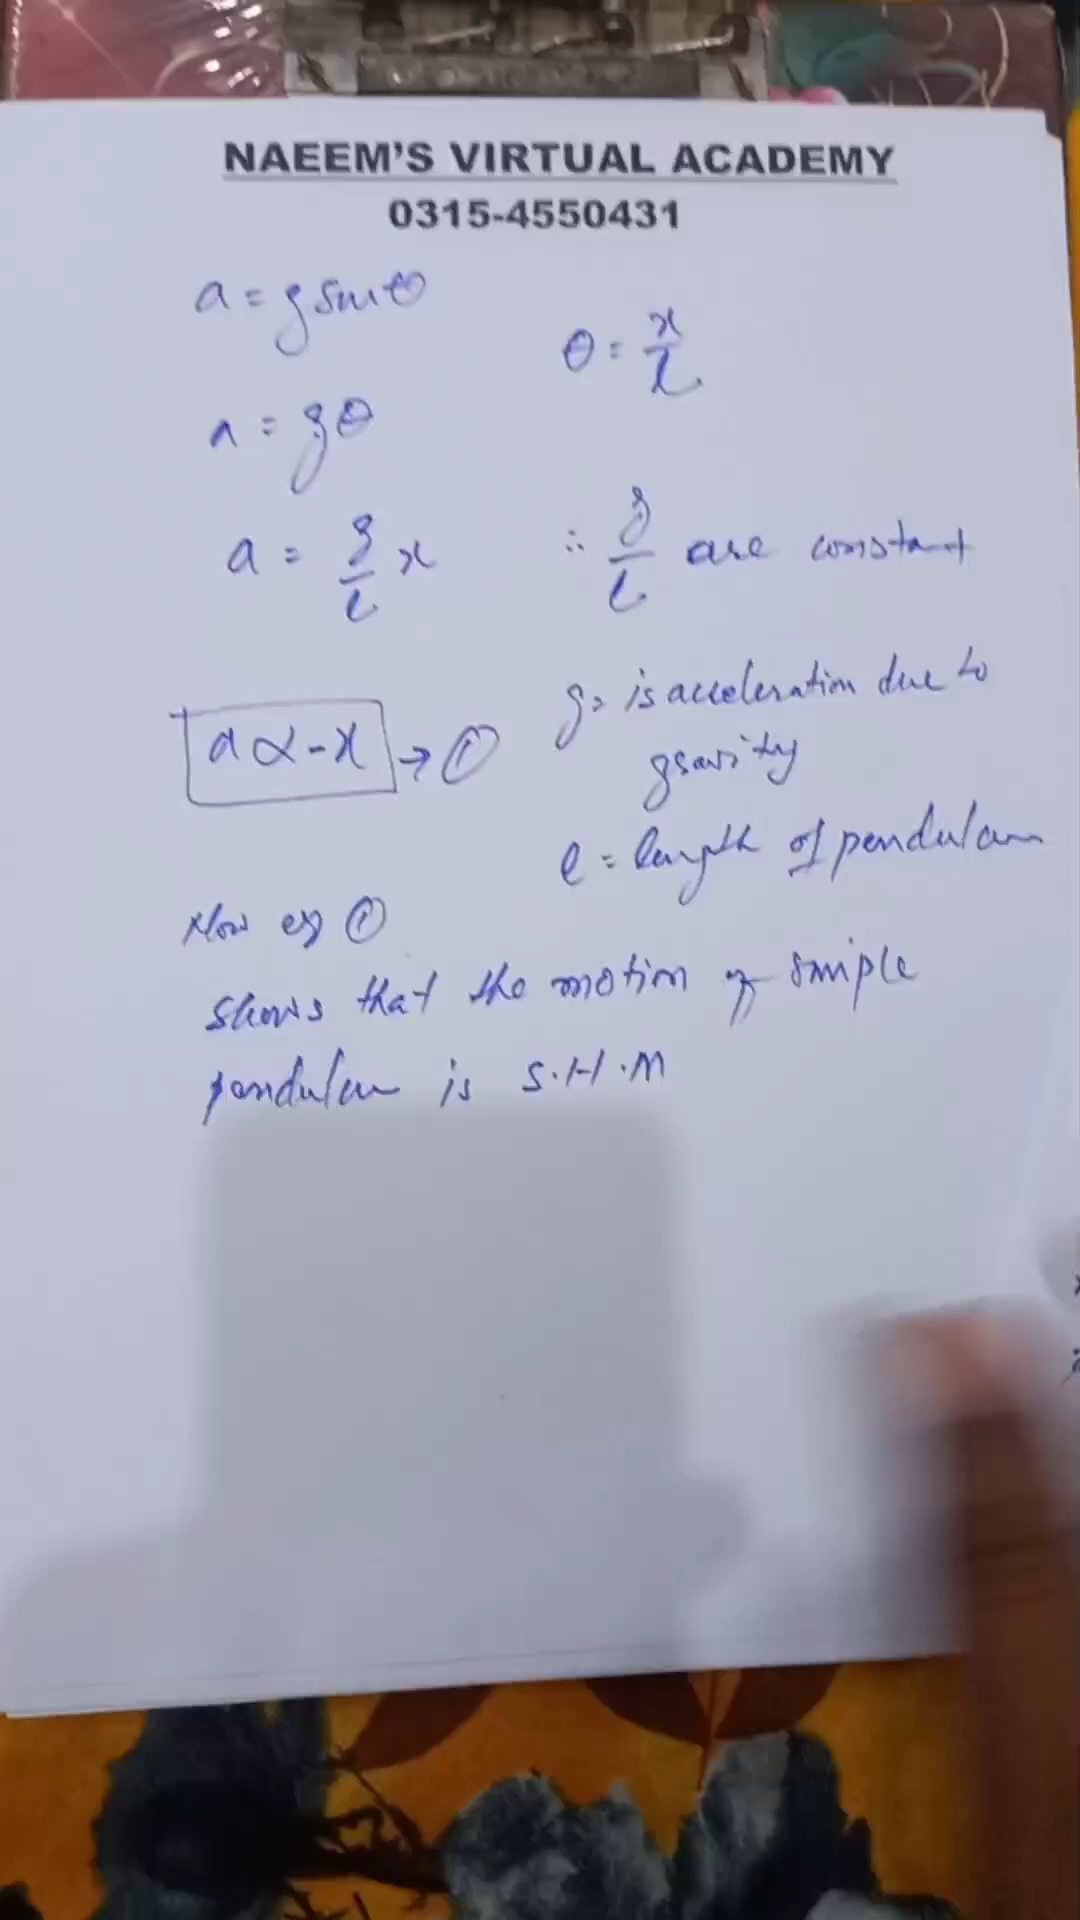 NAEEM'S VIRTUAL ACADEMY
0315-4550431
a = g sinθ
θ = x/l
a = gθ
a = g/l x ∴ g/l are constant
a ∝ -x → ①
g = is acceleration due to
gravity
l = length of pendulum
Now eq ①
shows that the motion of simple
pendulum is S.H.M